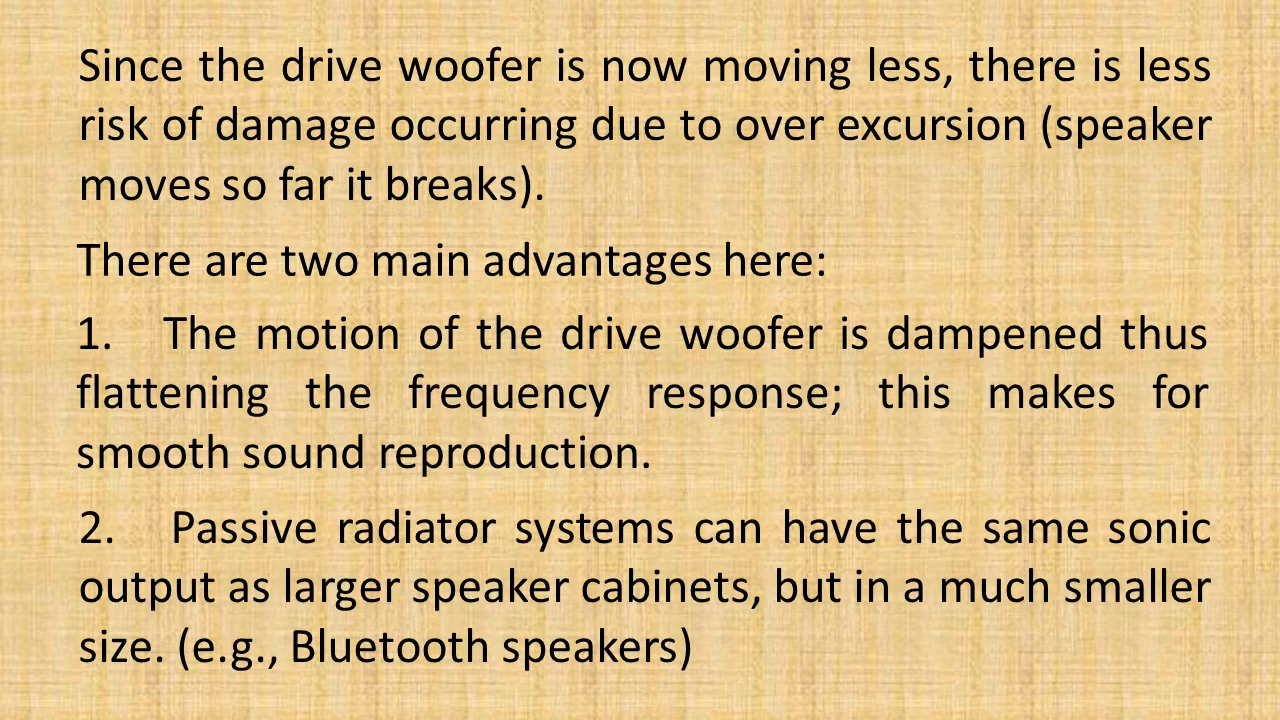 Since the drive woofer is now moving less, there is less
risk of damage occurring due to over excursion (speaker
moves so far it breaks).
There are two main advantages here:
1. The motion of the drive woofer is dampened thus
flattening the frequency response; this makes for
smooth sound reproduction.
2. Passive radiator systems can have the same sonic
output as larger speaker cabinets, but in a much smaller
size. (e.g., Bluetooth speakers)